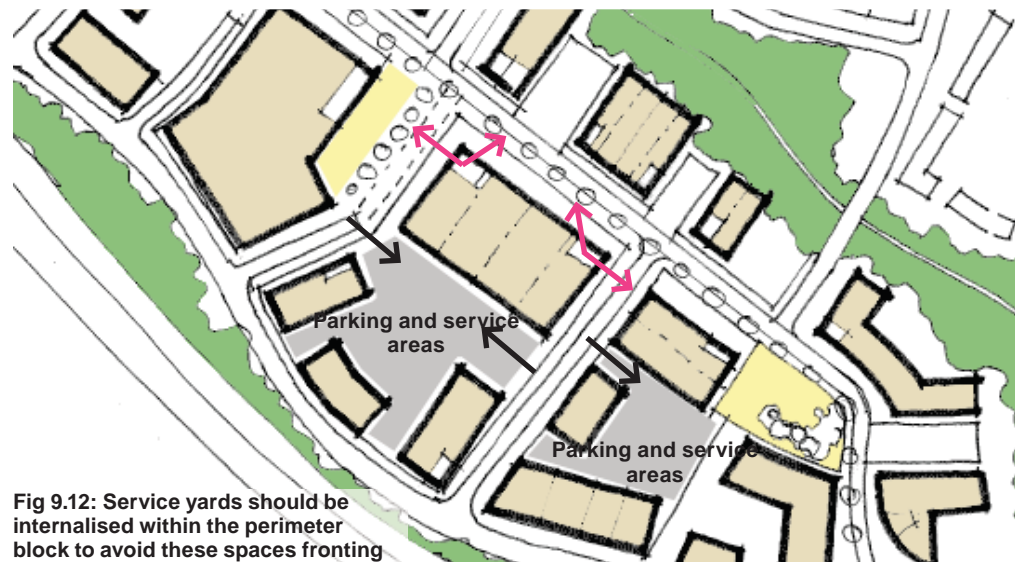 Parking and service
areas
Parking and service
areas
Fig 9.12: Service yards should be
internalised within the perimeter
block to avoid these spaces fronting